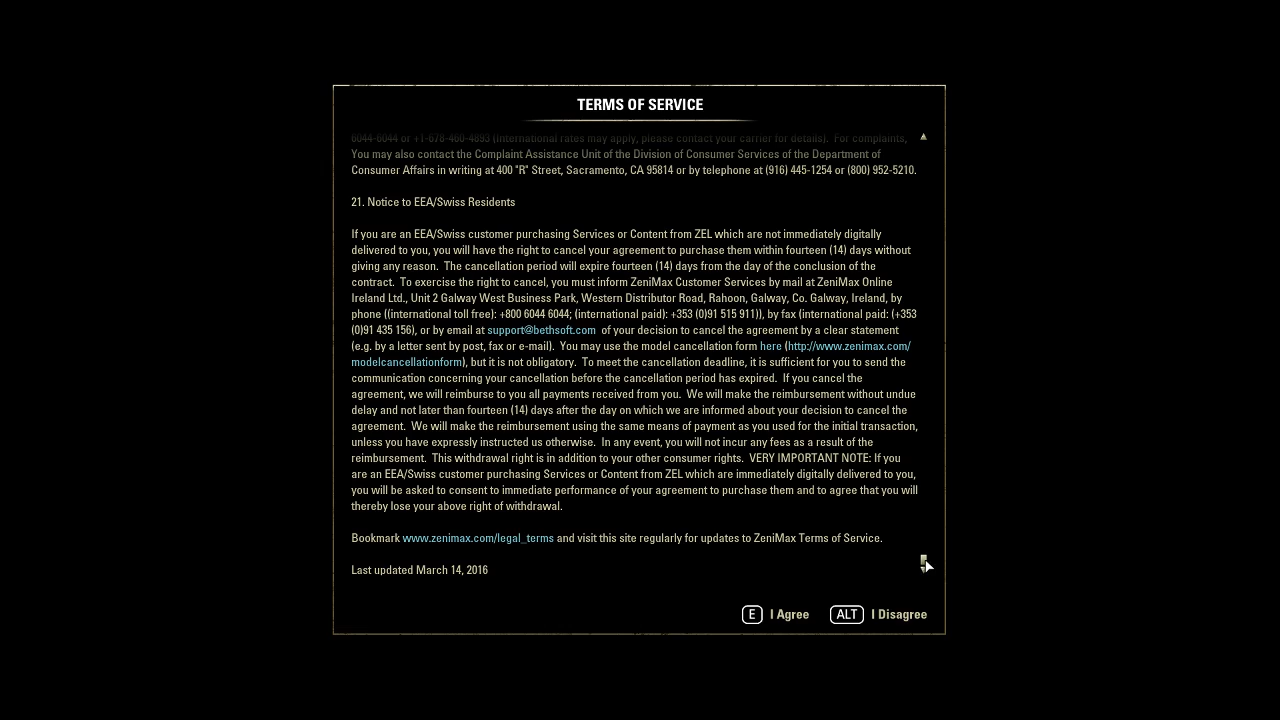 TERMS OF SERVICE
6044-6044 or +1-678-460-4893 (International rates may apply, please contact your carrier for details).  For complaints,
You may also contact the Complaint Assistance Unit of the Division of Consumer Services of the Department of
Consumer Affairs in writing at 400 "R" Street, Sacramento, CA 95814 or by telephone at (916) 445-1254 or (800) 952-5210.
21. Notice to EEA/Swiss Residents
If you are an EEA/Swiss customer purchasing Services or Content from ZEL which are not immediately digitally
delivered to you, you will have the right to cancel your agreement to purchase them within fourteen (14) days without
giving any reason.  The cancellation period will expire fourteen (14) days from the day of the conclusion of the
contract.  To exercise the right to cancel, you must inform ZeniMax Customer Services by mail at ZeniMax Online
Ireland Ltd., Unit 2 Galway West Business Park, Western Distributor Road, Rahoon, Galway, Co. Galway, Ireland, by
phone ((international toll free): +800 6044 6044; (international paid): +353 (0)91 515 911)), by fax (international paid: (+353
(0)91 435 156), or by email at support@bethsoft.com  of your decision to cancel the agreement by a clear statement
(e.g. by a letter sent by post, fax or e-mail).  You may use the model cancellation form here (http://www.zenimax.com/
modelcancellationform), but it is not obligatory.  To meet the cancellation deadline, it is sufficient for you to send the
communication concerning your cancellation before the cancellation period has expired.  If you cancel the
agreement, we will reimburse to you all payments received from you.  We will make the reimbursement without undue
delay and not later than fourteen (14) days after the day on which we are informed about your decision to cancel the
agreement.  We will make the reimbursement using the same means of payment as you used for the initial transaction,
unless you have expressly instructed us otherwise.  In any event, you will not incur any fees as a result of the
reimbursement.  This withdrawal right is in addition to your other consumer rights.  VERY IMPORTANT NOTE: If you
are an EEA/Swiss customer purchasing Services or Content from ZEL which are immediately digitally delivered to you,
you will be asked to consent to immediate performance of your agreement to purchase them and to agree that you will
thereby lose your above right of withdrawal.
Bookmark www.zenimax.com/legal_terms and visit this site regularly for updates to ZeniMax Terms of Service.
Last updated March 14, 2016
E I Agree ALT I Disagree